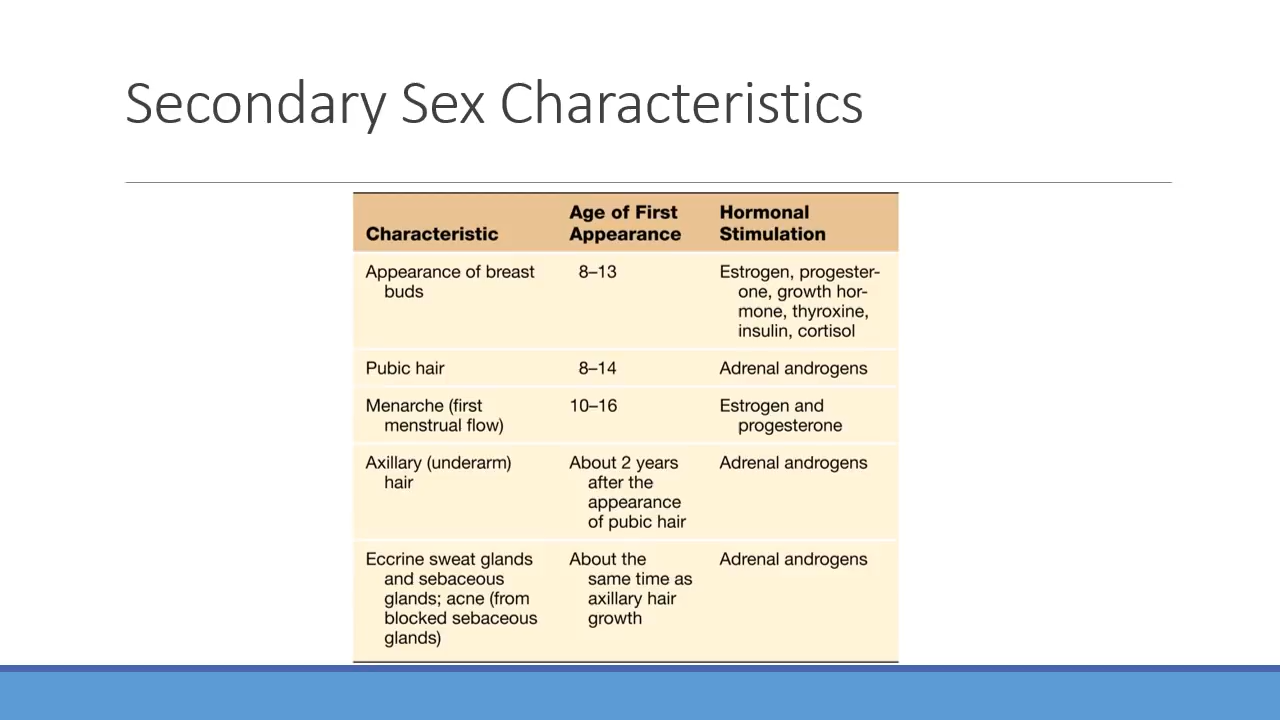 Secondary Sex Characteristics
Characteristic
Age of First
Appearance
Hormonal
Stimulation
Appearance of breast
buds
8–13
Estrogen, progester-
one, growth hor-
mone, thyroxine,
insulin, cortisol
Pubic hair
8–14
Adrenal androgens
Menarche (first
menstrual flow)
10–16
Estrogen and
progesterone
Axillary (underarm)
hair
About 2 years
after the
appearance
of pubic hair
Adrenal androgens
Eccrine sweat glands
and sebaceous
glands; acne (from
blocked sebaceous
glands)
About the
same time as
axillary hair
growth
Adrenal androgens